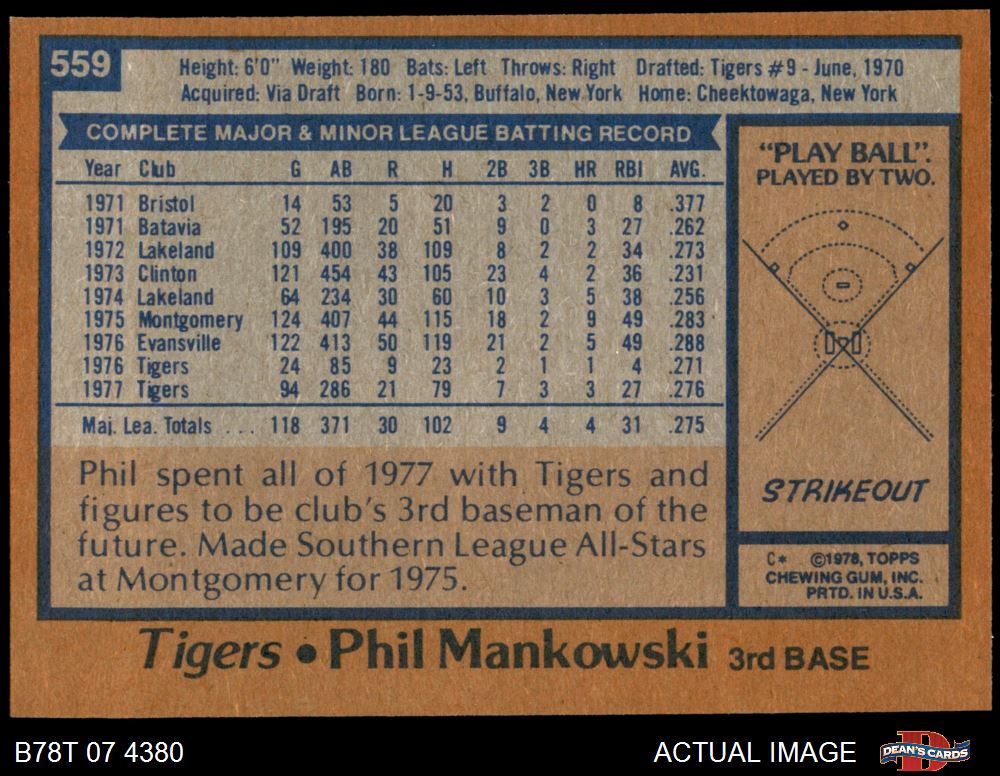 559
Height: 6'0" Weight: 180 Bats: Left Throws: Right Drafted: Tigers #9 - June, 1970
Acquired: Via Draft Born: 1-9-53, Buffalo, New York Home: Cheektowaga, New York
COMPLETE MAJOR & MINOR LEAGUE BATTING RECORD
Year Club G AB R H 2B 3B HR RBI AVG.
1971 Bristol 14 53 5 20 3 2 0 8 .377
1971 Batavia 52 195 20 51 9 0 3 27 .262
1972 Lakeland 109 400 38 109 8 2 2 34 .273
1973 Clinton 121 454 43 105 23 4 2 36 .231
1974 Lakeland 64 234 30 60 10 3 5 38 .256
1975 Montgomery 124 407 44 115 18 2 9 49 .283
1976 Evansville 122 413 50 119 21 2 5 49 .288
1976 Tigers 24 85 9 23 2 1 1 4 .271
1977 Tigers 94 286 21 79 7 3 3 27 .276
Maj. Lea. Totals ... 118 371 30 102 9 4 4 31 .275
Phil spent all of 1977 with Tigers and
figures to be club's 3rd baseman of the
future. Made Southern League All-Stars
at Montgomery for 1975.
"PLAY BALL".
PLAYED BY TWO.
STRIKEOUT
C* ©1978, TOPPS
CHEWING GUM, INC.
PRTD. IN U.S.A.
Tigers • Phil Mankowski 3rd BASE
B78T 07 4380
ACTUAL IMAGE
D
DEAN'S CARDS